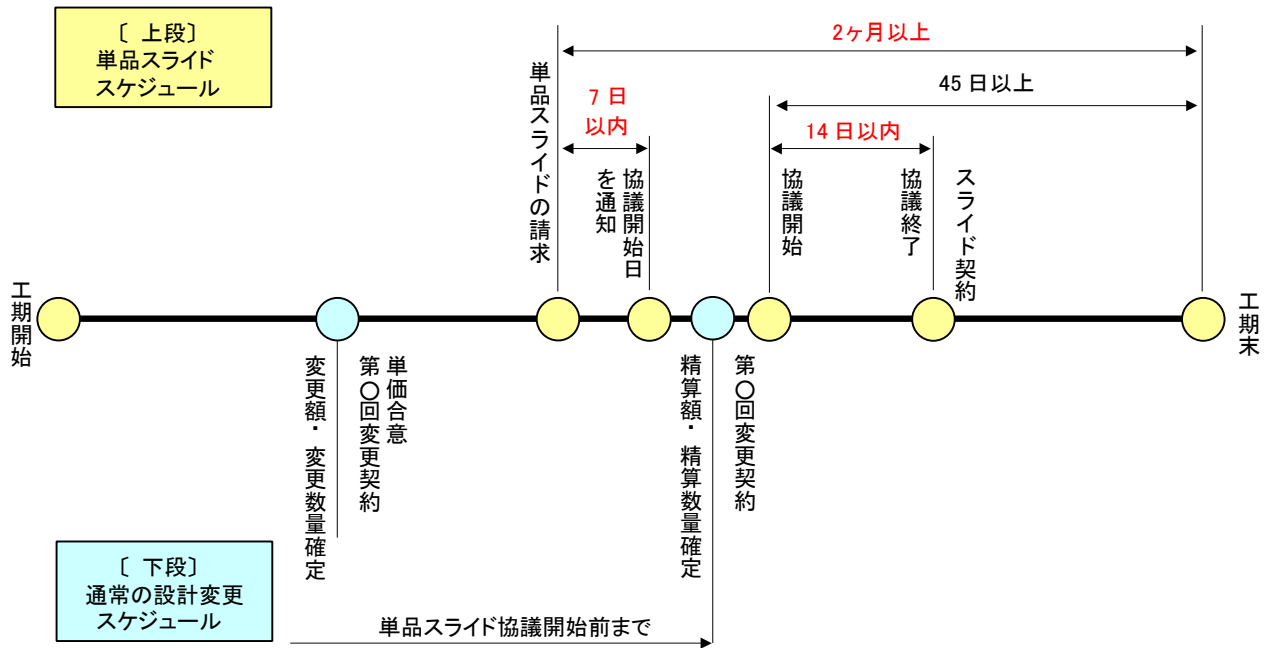 〔 上段〕
単品スライド
スケジュール
2ヶ月以上
45日以上
7日
以内
14日以内
単品スライドの請求
協議開始日
を通知
協議開始
協議終了
スライド契約
工期開始
工期末
変更額・変更数量確定
第〇回変更契約
単価合意
精算額・精算数量確定
第〇回変更契約
〔 下段〕
通常の設計変更
スケジュール
単品スライド協議開始前まで